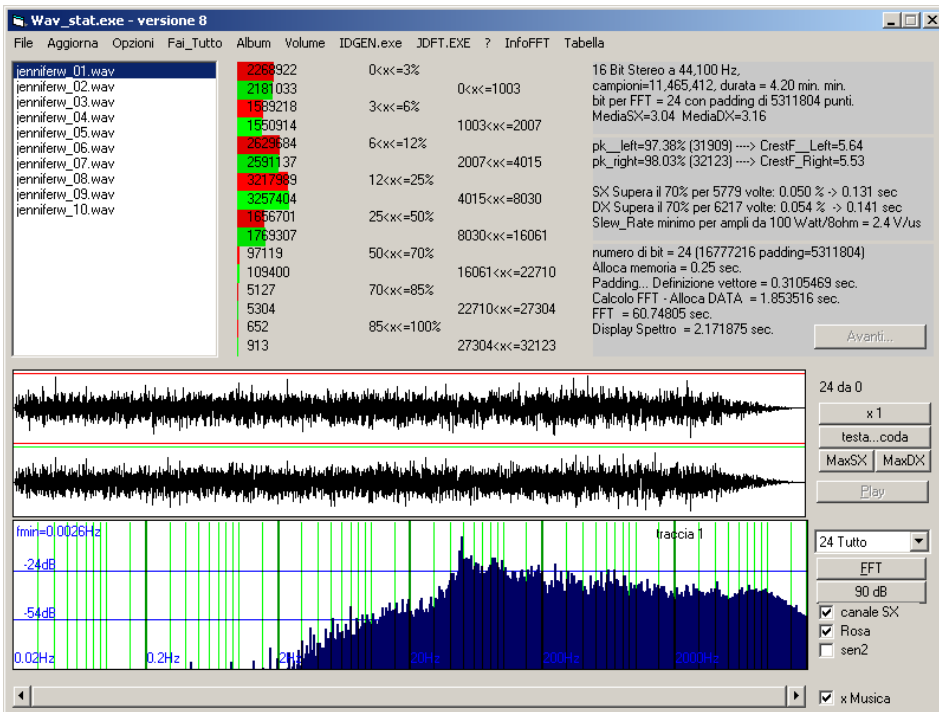 Wav_stat.exe - versione 8
File Aggiorna Opzioni Fai_Tutto Album Volume IDGEN.exe JDFT.EXE ? InfoFFT Tabella
jenniferw_01.wav
jenniferw_02.wav
jenniferw_03.wav
jenniferw_04.wav
jenniferw_05.wav
jenniferw_06.wav
jenniferw_07.wav
jenniferw_08.wav
jenniferw_09.wav
jenniferw_10.wav
2268922 0<x<=3%
2181033 0<x<=1003
1589218 3<x<=6%
1550914 1003<x<=2007
2629684 6<x<=12%
2591137 2007<x<=4015
3217989 12<x<=25%
3257404 4015<x<=8030
1656701 25<x<=50%
1769307 8030<x<=16061
97119 50<x<=70%
109400 16061<x<=22710
5127 70<x<=85%
5304 22710<x<=27304
652 85<x<=100%
913 27304<x<=32123
16 Bit Stereo a 44,100 Hz,
campioni=11,465,412, durata = 4.20 min. min.
bit per FFT = 24 con padding di 5311804 punti.
MediaSX=3.04 MediaDX=3.16
pk__left=97.38% (31909) ----> CrestF__Left=5.64
pk_right=98.03% (32123) ----> CrestF_Right=5.53
SX Supera il 70% per 5779 volte: 0.050 % -> 0.131 sec
DX Supera il 70% per 6217 volte: 0.054 % -> 0.141 sec
Slew_Rate minimo per ampli da 100 Watt/8ohm = 2.4 V/us
numero di bit = 24 (16777216 padding=5311804)
Alloca memoria = 0.25 sec.
Padding... Definizione vettore = 0.3105469 sec.
Calcolo FFT - Alloca DATA = 1.853516 sec.
FFT = 60.74805 sec.
Display Spettro = 2.171875 sec.
Avanti...
24 da 0
x 1
testa...coda
MaxSX MaxDX
Play
fmin=0.0026Hz
traccia 1
-24dB
-54dB
0.02Hz 0.2Hz 2Hz 20Hz 200Hz 2000Hz
24 Tutto
FFT
90 dB
canale SX
Rosa
sen2
x Musica